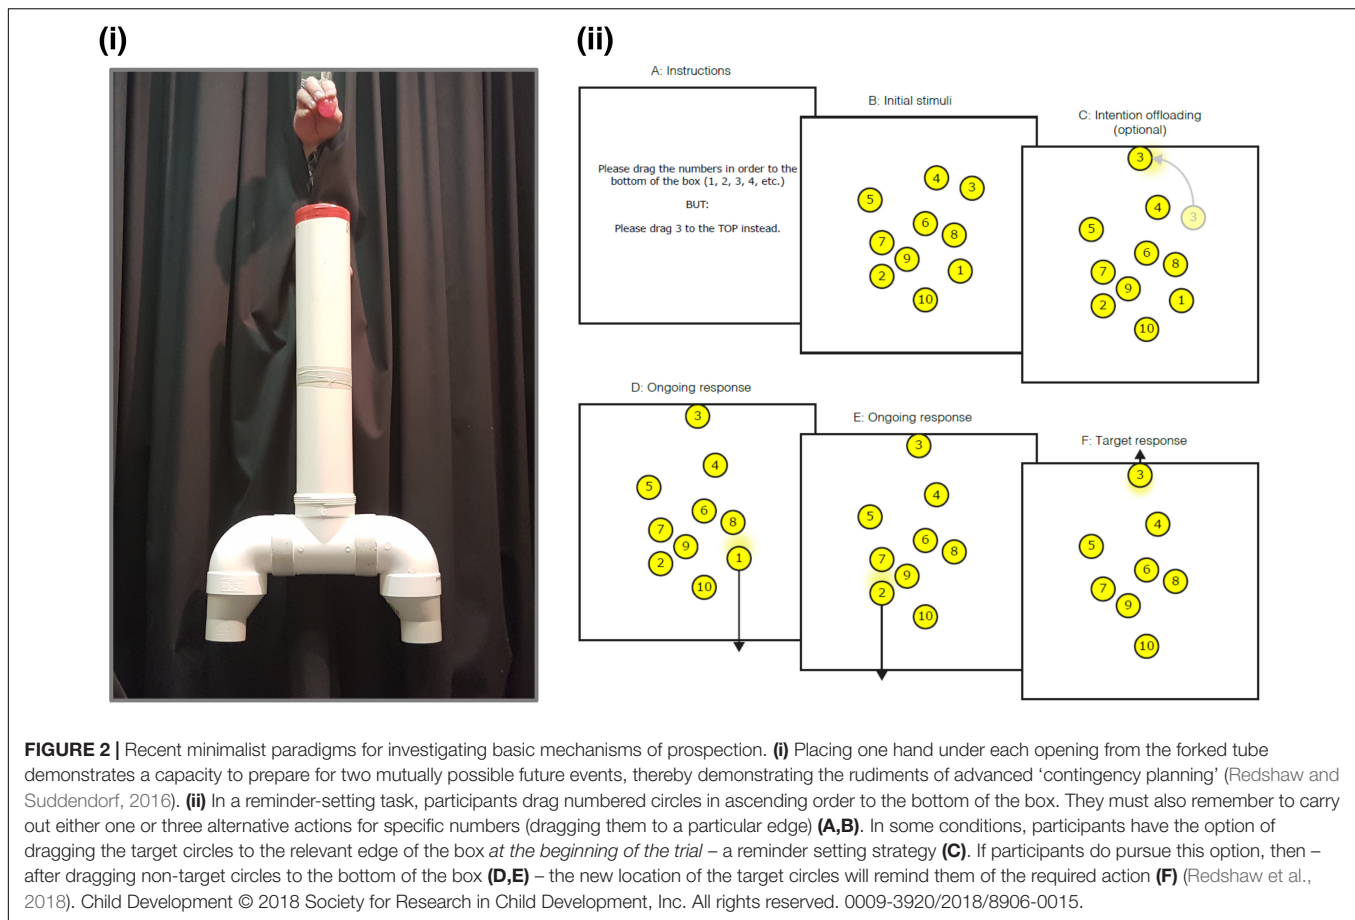 (i)
(ii)
A: Instructions
Please drag the numbers in order to the
bottom of the box (1, 2, 3, 4, etc.)
BUT:
Please drag 3 to the TOP instead.
B: Initial stimuli
4
3
5
6
8
7
9
2
1
10
C: Intention offloading
(optional)
3
4
3
5
6
8
7
9
2
1
10
D: Ongoing response
3
4
5
6
8
7
9
2
1
10
E: Ongoing response
3
4
5
6
8
7
9
2
10
F: Target response
3
4
5
6
8
7
9
10
FIGURE 2 | Recent minimalist paradigms for investigating basic mechanisms of prospection. (i) Placing one hand under each opening from the forked tube
demonstrates a capacity to prepare for two mutually possible future events, thereby demonstrating the rudiments of advanced ‘contingency planning’ (Redshaw and
Suddendorf, 2016). (ii) In a reminder-setting task, participants drag numbered circles in ascending order to the bottom of the box. They must also remember to carry
out either one or three alternative actions for specific numbers (dragging them to a particular edge) (A,B). In some conditions, participants have the option of
dragging the target circles to the relevant edge of the box at the beginning of the trial – a reminder setting strategy (C). If participants do pursue this option, then –
after dragging non-target circles to the bottom of the box (D,E) – the new location of the target circles will remind them of the required action (F) (Redshaw et al.,
2018). Child Development © 2018 Society for Research in Child Development, Inc. All rights reserved. 0009-3920/2018/8906-0015.